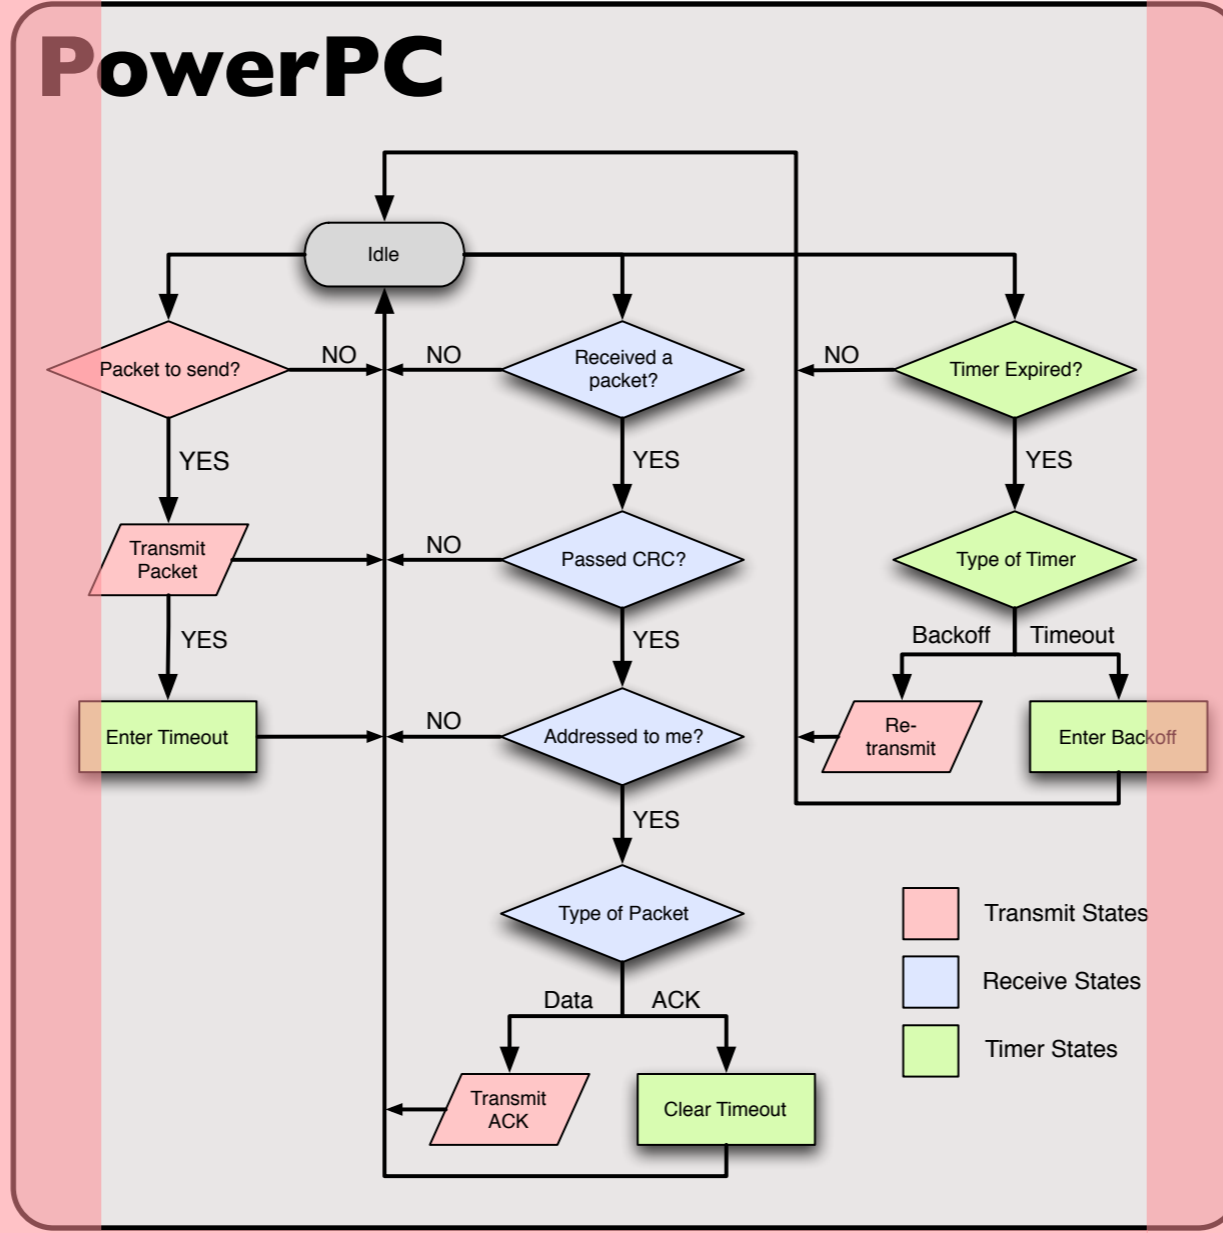 PowerPC
Idle
Packet to send?
NO
NO
Received a
packet?
NO
Timer Expired?
YES
YES
YES
Transmit
Packet
NO
Passed CRC?
Type of Timer
YES
YES
Backoff
Timeout
Enter Timeout
NO
Addressed to me?
Re-
transmit
Enter Backoff
YES
Type of Packet
Transmit States
Receive States
Timer States
Data
ACK
Transmit
ACK
Clear Timeout